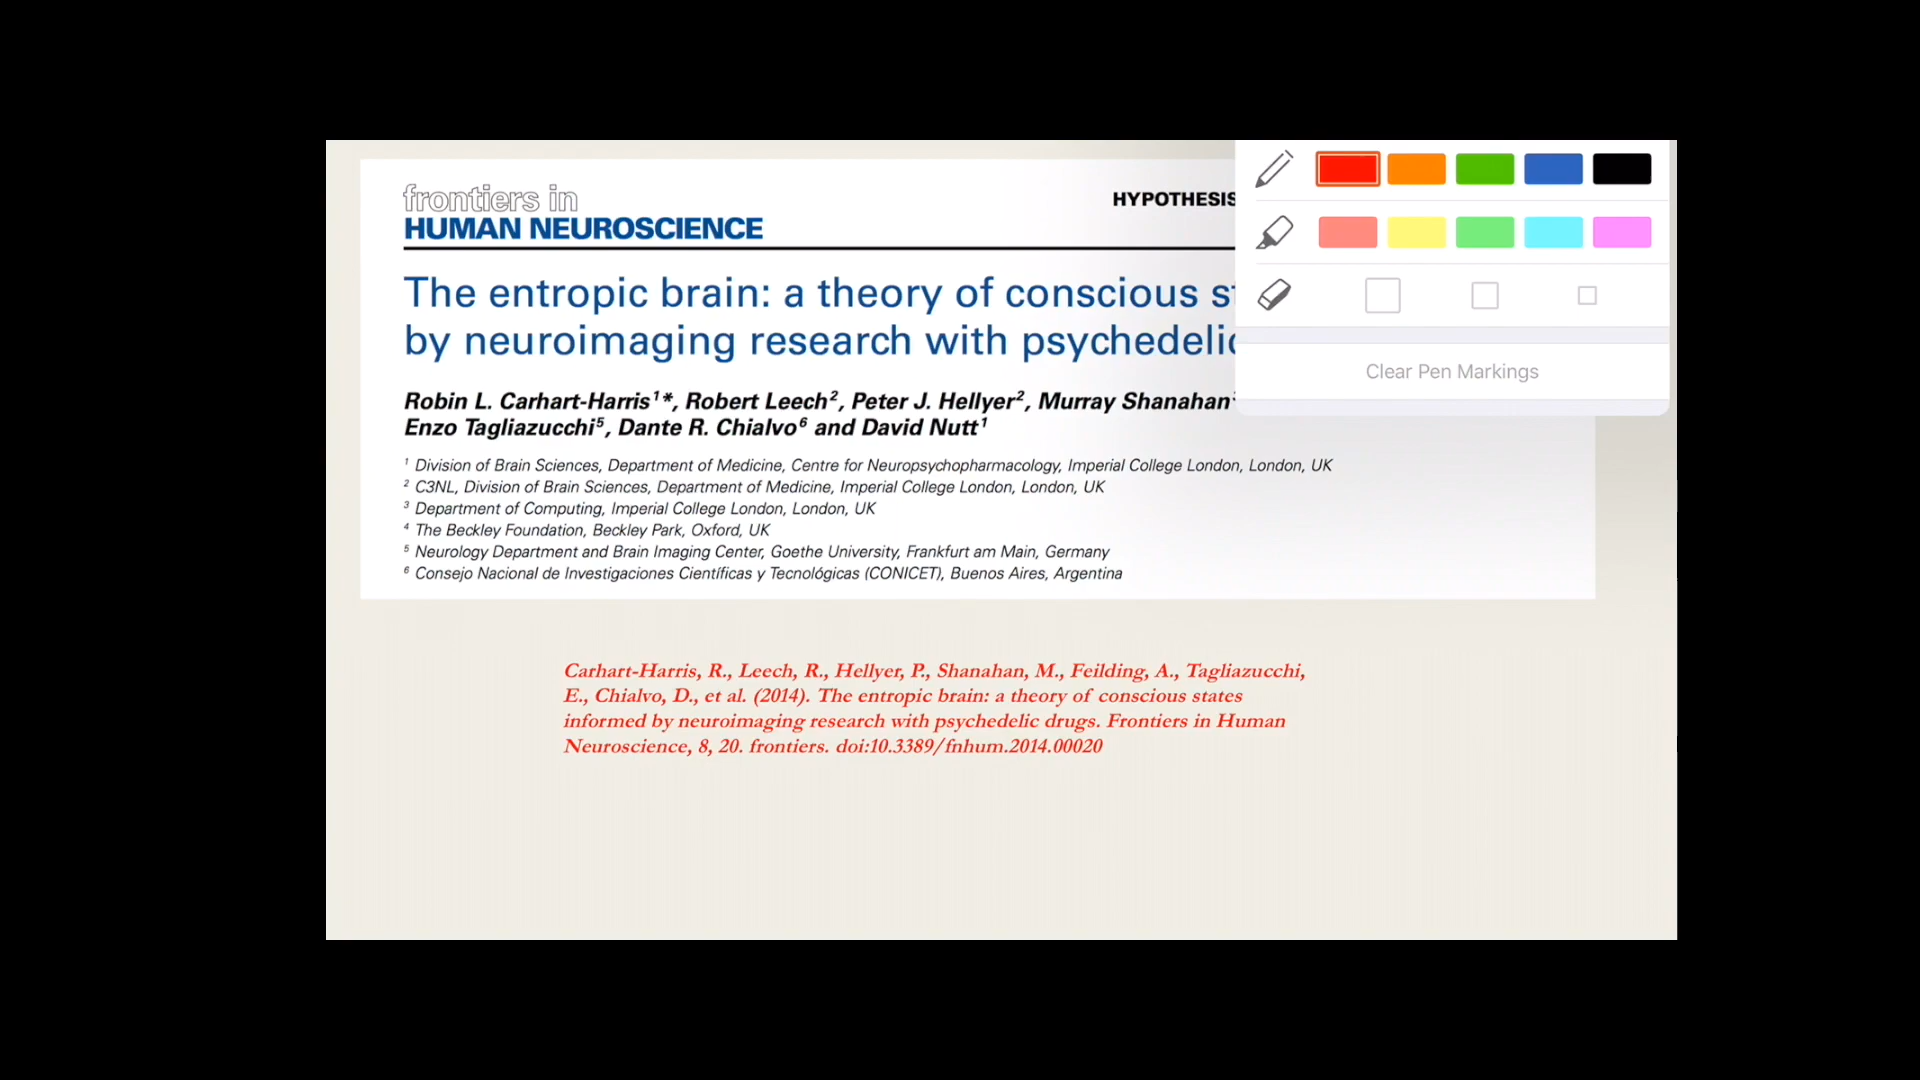 frontiers in
HUMAN NEUROSCIENCE
HYPOTHESIS
The entropic brain: a theory of conscious
by neuroimaging research with
Robin L. Carhart-Harris¹*, Robert Leech², Peter J. Hellyer², Murray Shanahan
Enzo Tagliazucchi⁵, Dante R. Chialvo⁶ and David Nutt¹
¹ Division of Brain Sciences, Department of Medicine, Centre for Neuropsychopharmacology, Imperial College London, London, UK
² C3NL, Division of Brain Sciences, Department of Medicine, Imperial College London, London, UK
³ Department of Computing, Imperial College London, London, UK
⁴ The Beckley Foundation, Beckley Park, Oxford, UK
⁵ Neurology Department and Brain Imaging Center, Goethe University, Frankfurt am Main, Germany
⁶ Consejo Nacional de Investigaciones Científicas y Tecnológicas (CONICET), Buenos Aires, Argentina
Clear Pen Markings
Carhart-Harris, R., Leech, R., Hellyer, P., Shanahan, M., Feilding, A., Tagliazucchi,
E., Chialvo, D., et al. (2014). The entropic brain: a theory of conscious states
informed by neuroimaging research with psychedelic drugs. Frontiers in Human
Neuroscience, 8, 20. frontiers. doi:10.3389/fnhum.2014.00020